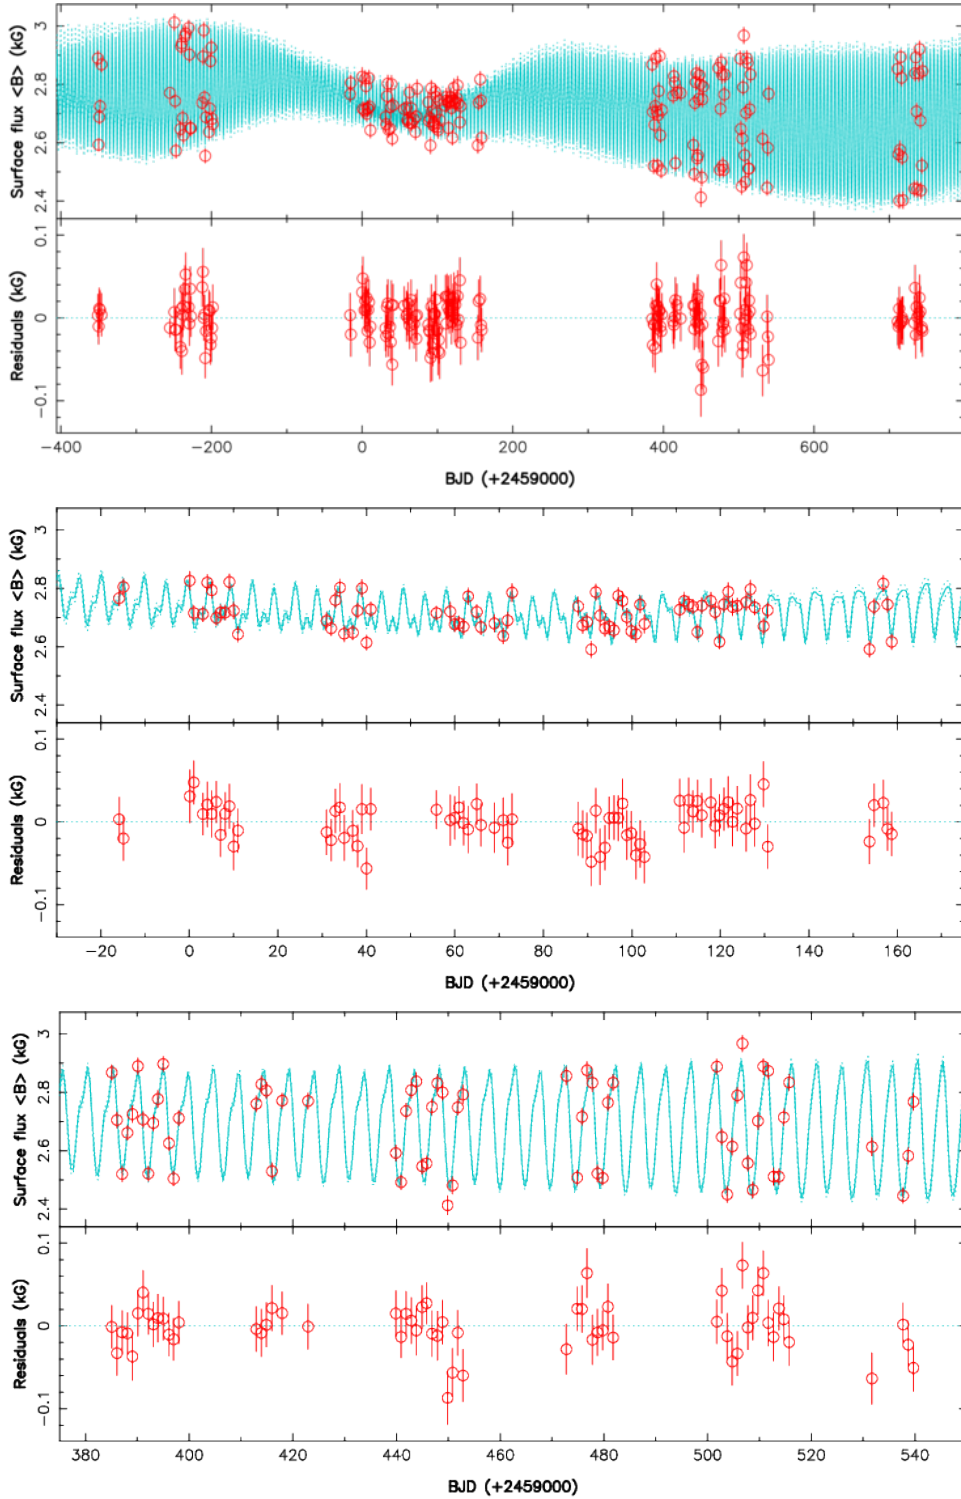 Surface flux <B> (kG)
3
2.8
2.6
2.4
Residuals (kG)
0.1
0
−0.1
−400 −200 0 200 400 600
BJD (+2459000)
Surface flux <B> (kG)
3
2.8
2.6
2.4
Residuals (kG)
0.1
0
−0.1
−20 0 20 40 60 80 100 120 140 160
BJD (+2459000)
Surface flux <B> (kG)
3
2.8
2.6
2.4
Residuals (kG)
0.1
0
−0.1
380 400 420 440 460 480 500 520 540
BJD (+2459000)